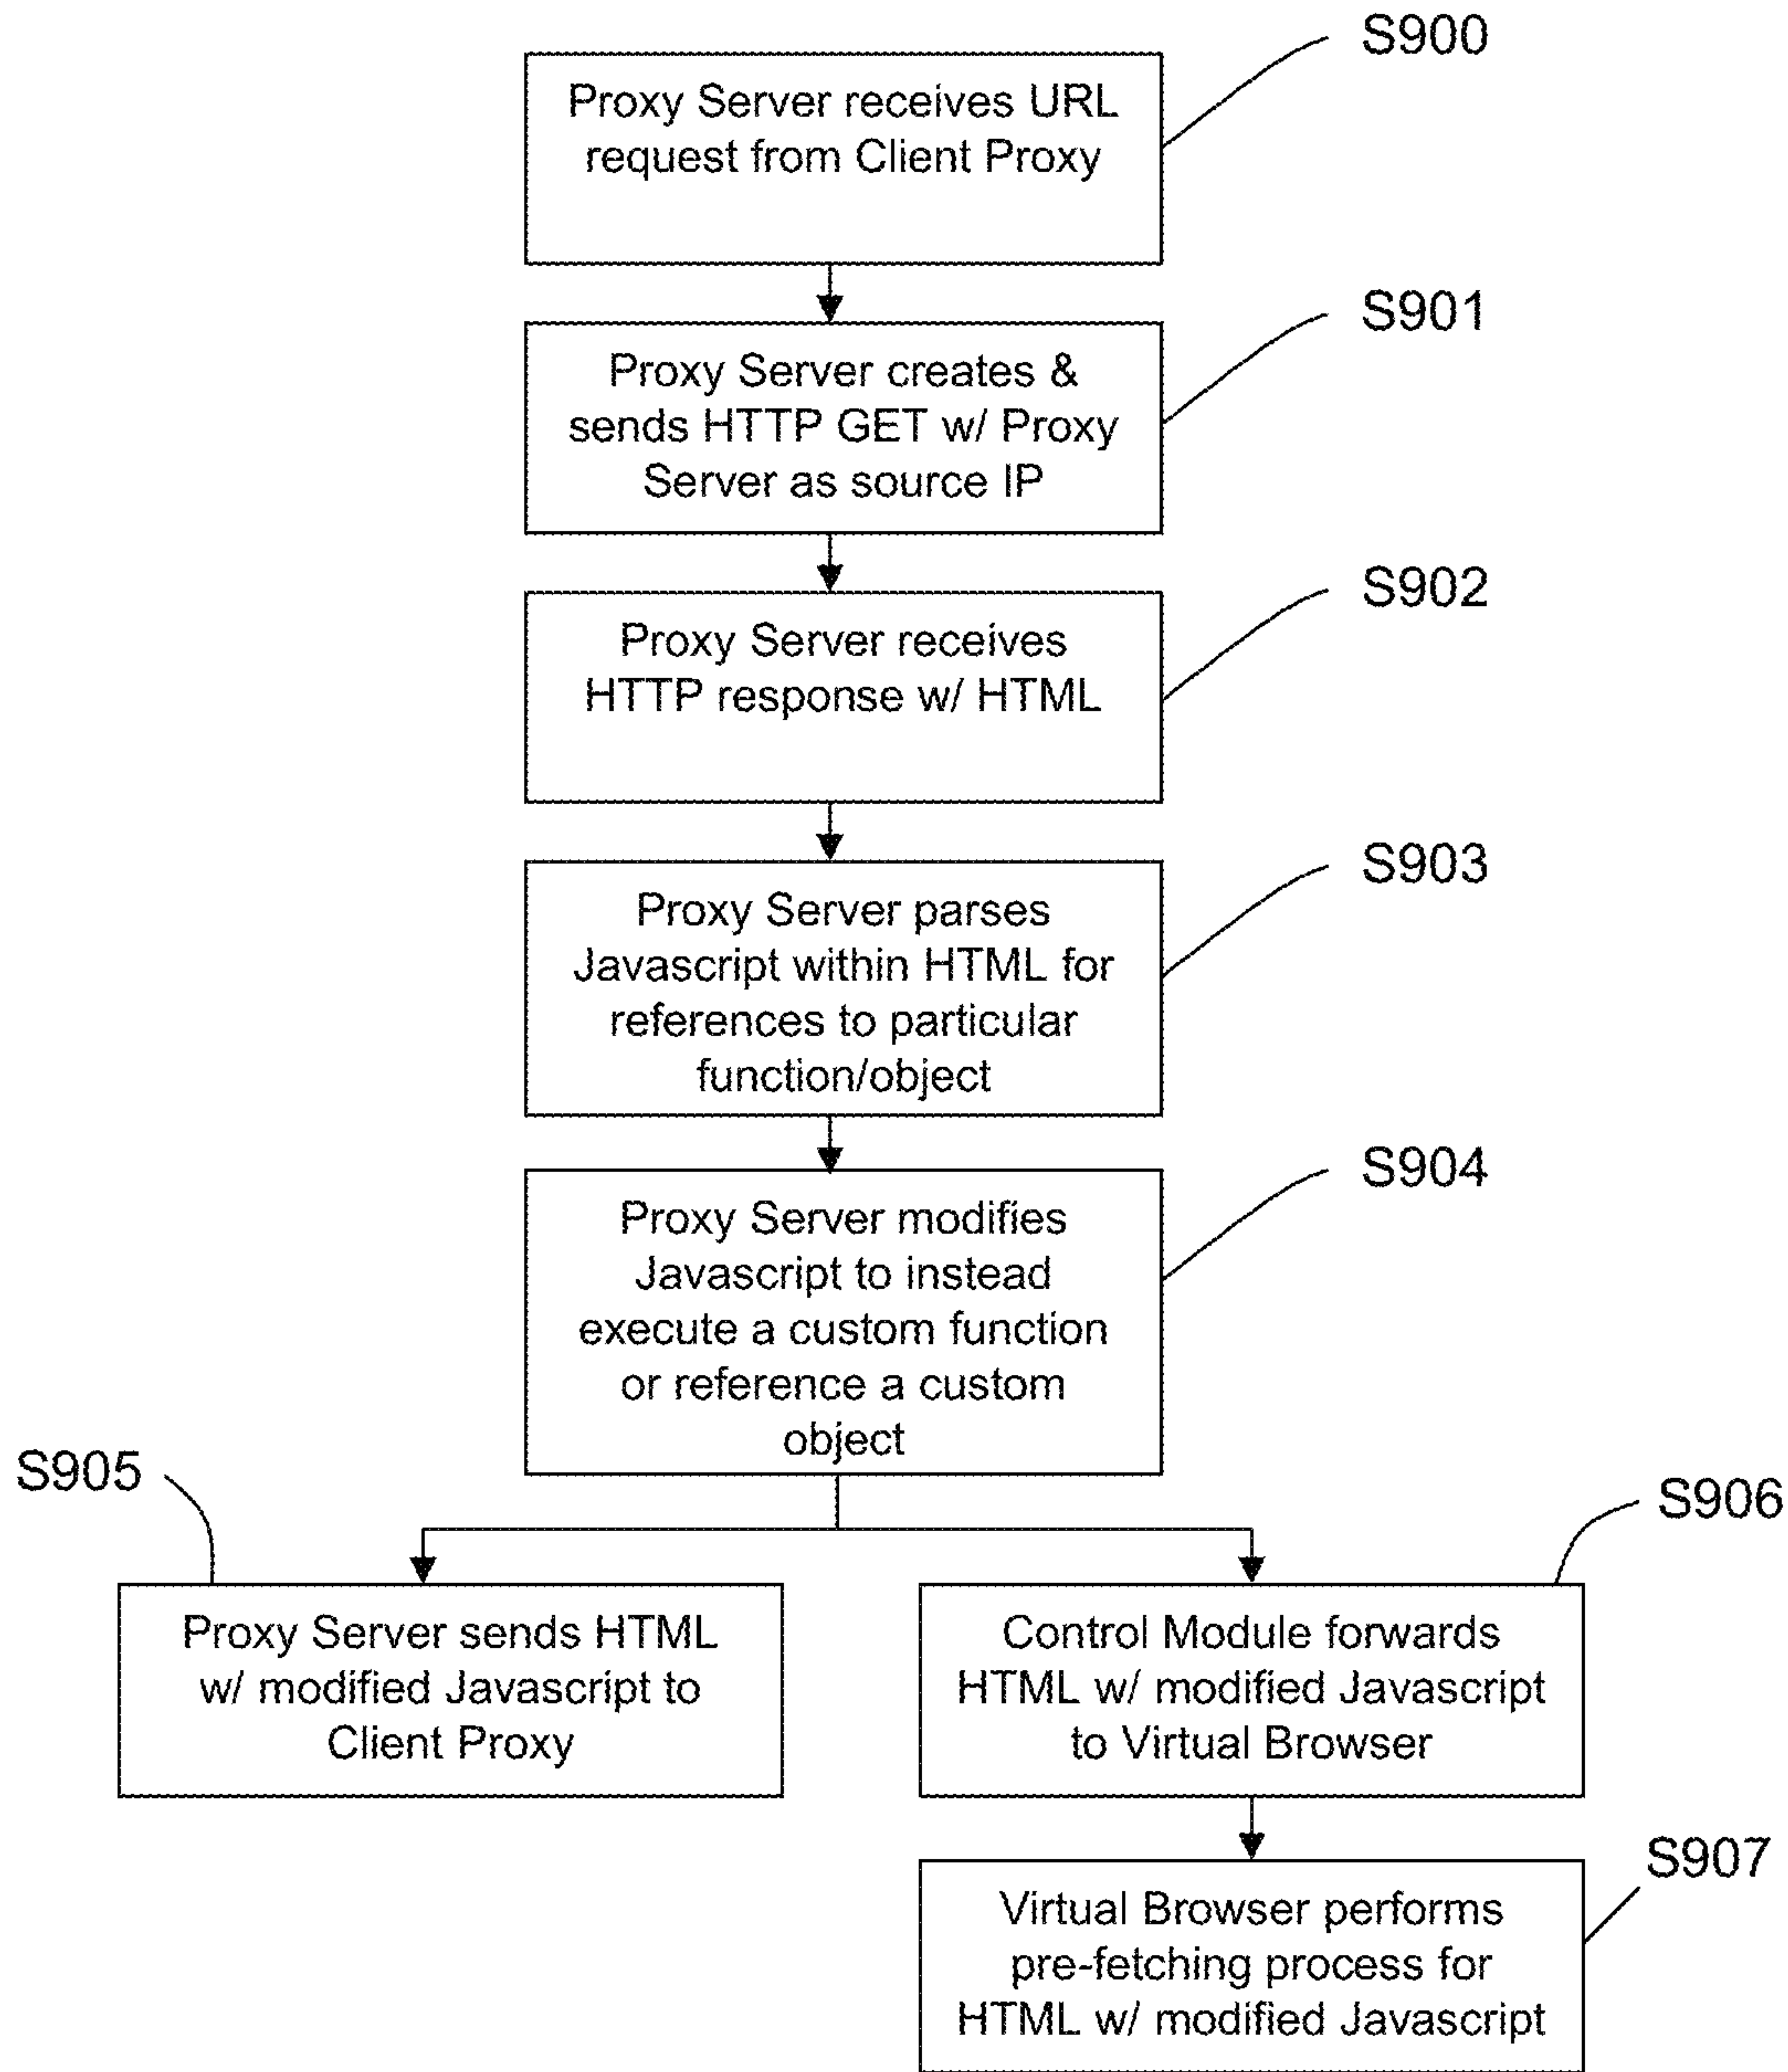 S900
Proxy Server receives URL
request from Client Proxy
S901
Proxy Server creates &
sends HTTP GET w/ Proxy
Server as source IP
S902
Proxy Server receives
HTTP response w/ HTML
S903
Proxy Server parses
Javascript within HTML for
references to particular
function/object
S904
Proxy Server modifies
Javascript to instead
execute a custom function
or reference a custom
object
S905
Proxy Server sends HTML
w/ modified Javascript to
Client Proxy
S906
Control Module forwards
HTML w/ modified Javascript
to Virtual Browser
S907
Virtual Browser performs
pre-fetching process for
HTML w/ modified Javascript